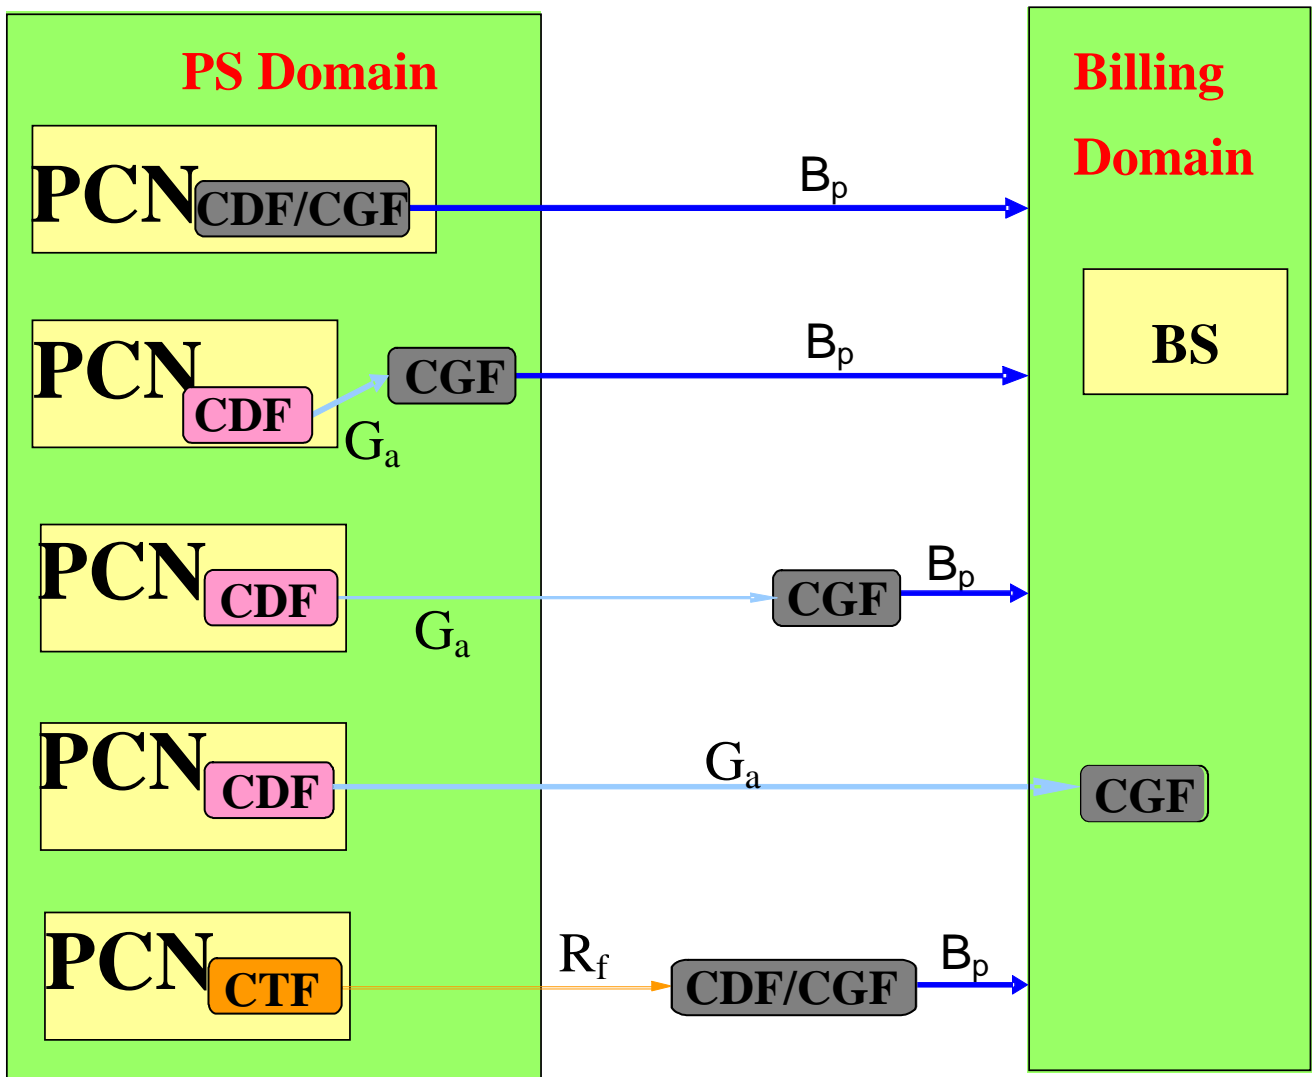 PS Domain
Billing
Domain
PCN
CDF/CGF
Bp
BS
PCN
CDF
Ga
CGF
Bp
PCN
CDF
Ga
CGF
Bp
PCN
CDF
Ga
CGF
PCN
CTF
Rf
CDF/CGF
Bp